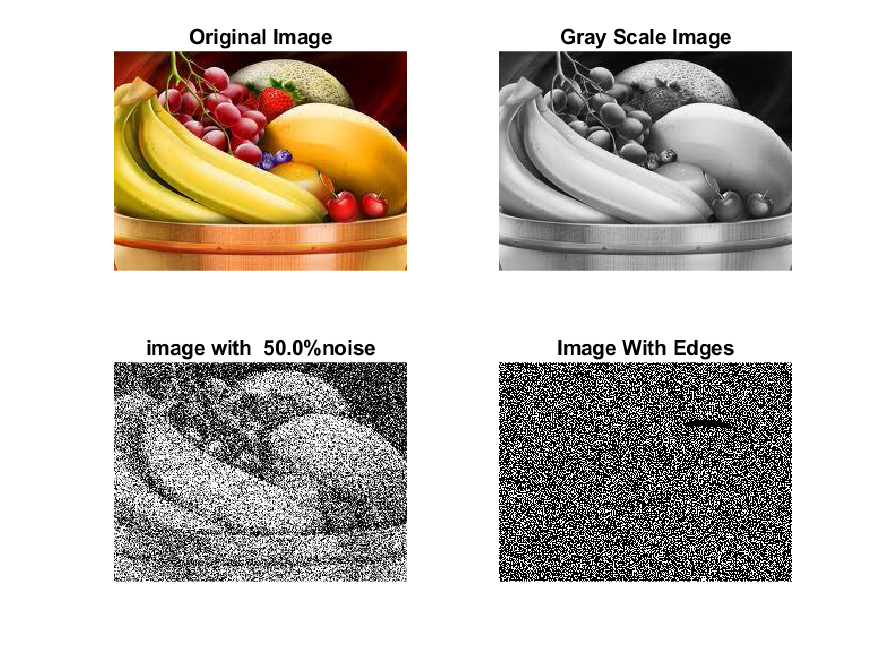 Original Image
Gray Scale Image
image with  50.0%noise
Image With Edges